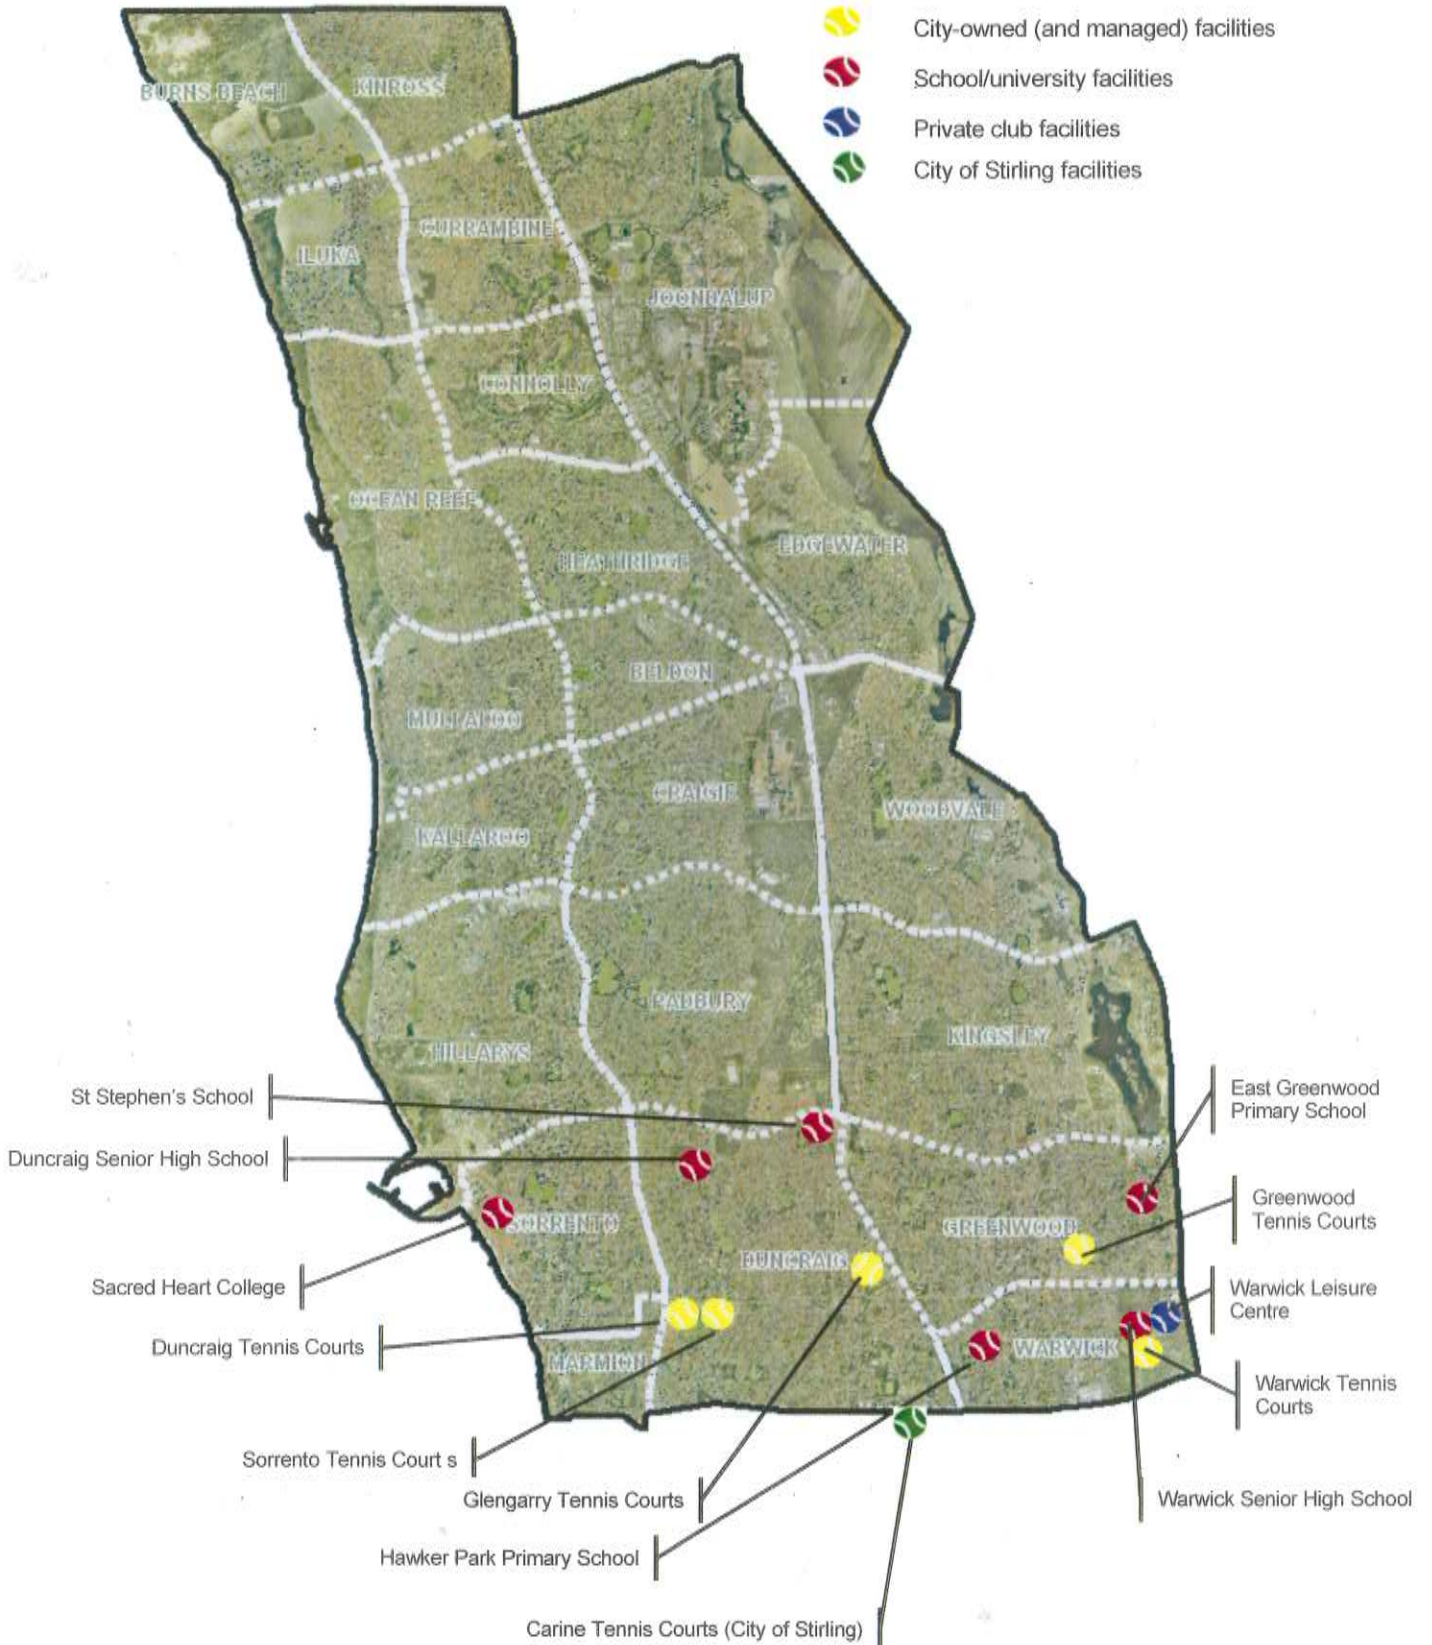 City-owned (and managed) facilities
School/university facilities
Private club facilities
City of Stirling facilities
BURNS BEACH
KINROSS
CURRAMBINE
ILUKA
JOONDALUP
CONNOLLY
OCEAN REEF
HEATHRIDGE
EDGEWATER
BELDON
MULLALOO
CRAIGIE
WOODVALE
KALLAROO
PADBURY
KINGSLEY
HILLARYS
St Stephen's School
East Greenwood
Primary School
Duncraig Senior High School
Greenwood
Tennis Courts
SORRENTO
GREENWOOD
DUNCRAIG
Sacred Heart College
Warwick Leisure
Centre
Duncraig Tennis Courts
MARMION
WARWICK
Warwick Tennis
Courts
Sorrento Tennis Court s
Glengarry Tennis Courts
Warwick Senior High School
Hawker Park Primary School
Carine Tennis Courts (City of Stirling)